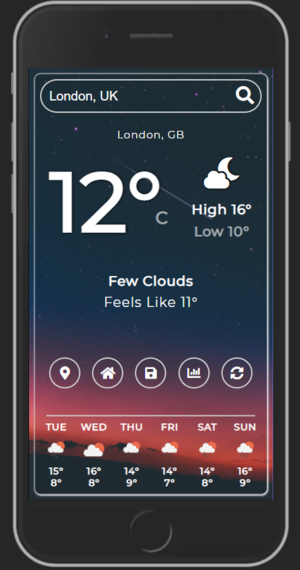 London, UK
London, GB
12° C
High 16°
Low 10°
Few Clouds
Feels Like 11°
TUE WED THU FRI SAT SUN
15° 16° 14° 14° 14° 16°
8° 8° 9° 7° 8° 9°